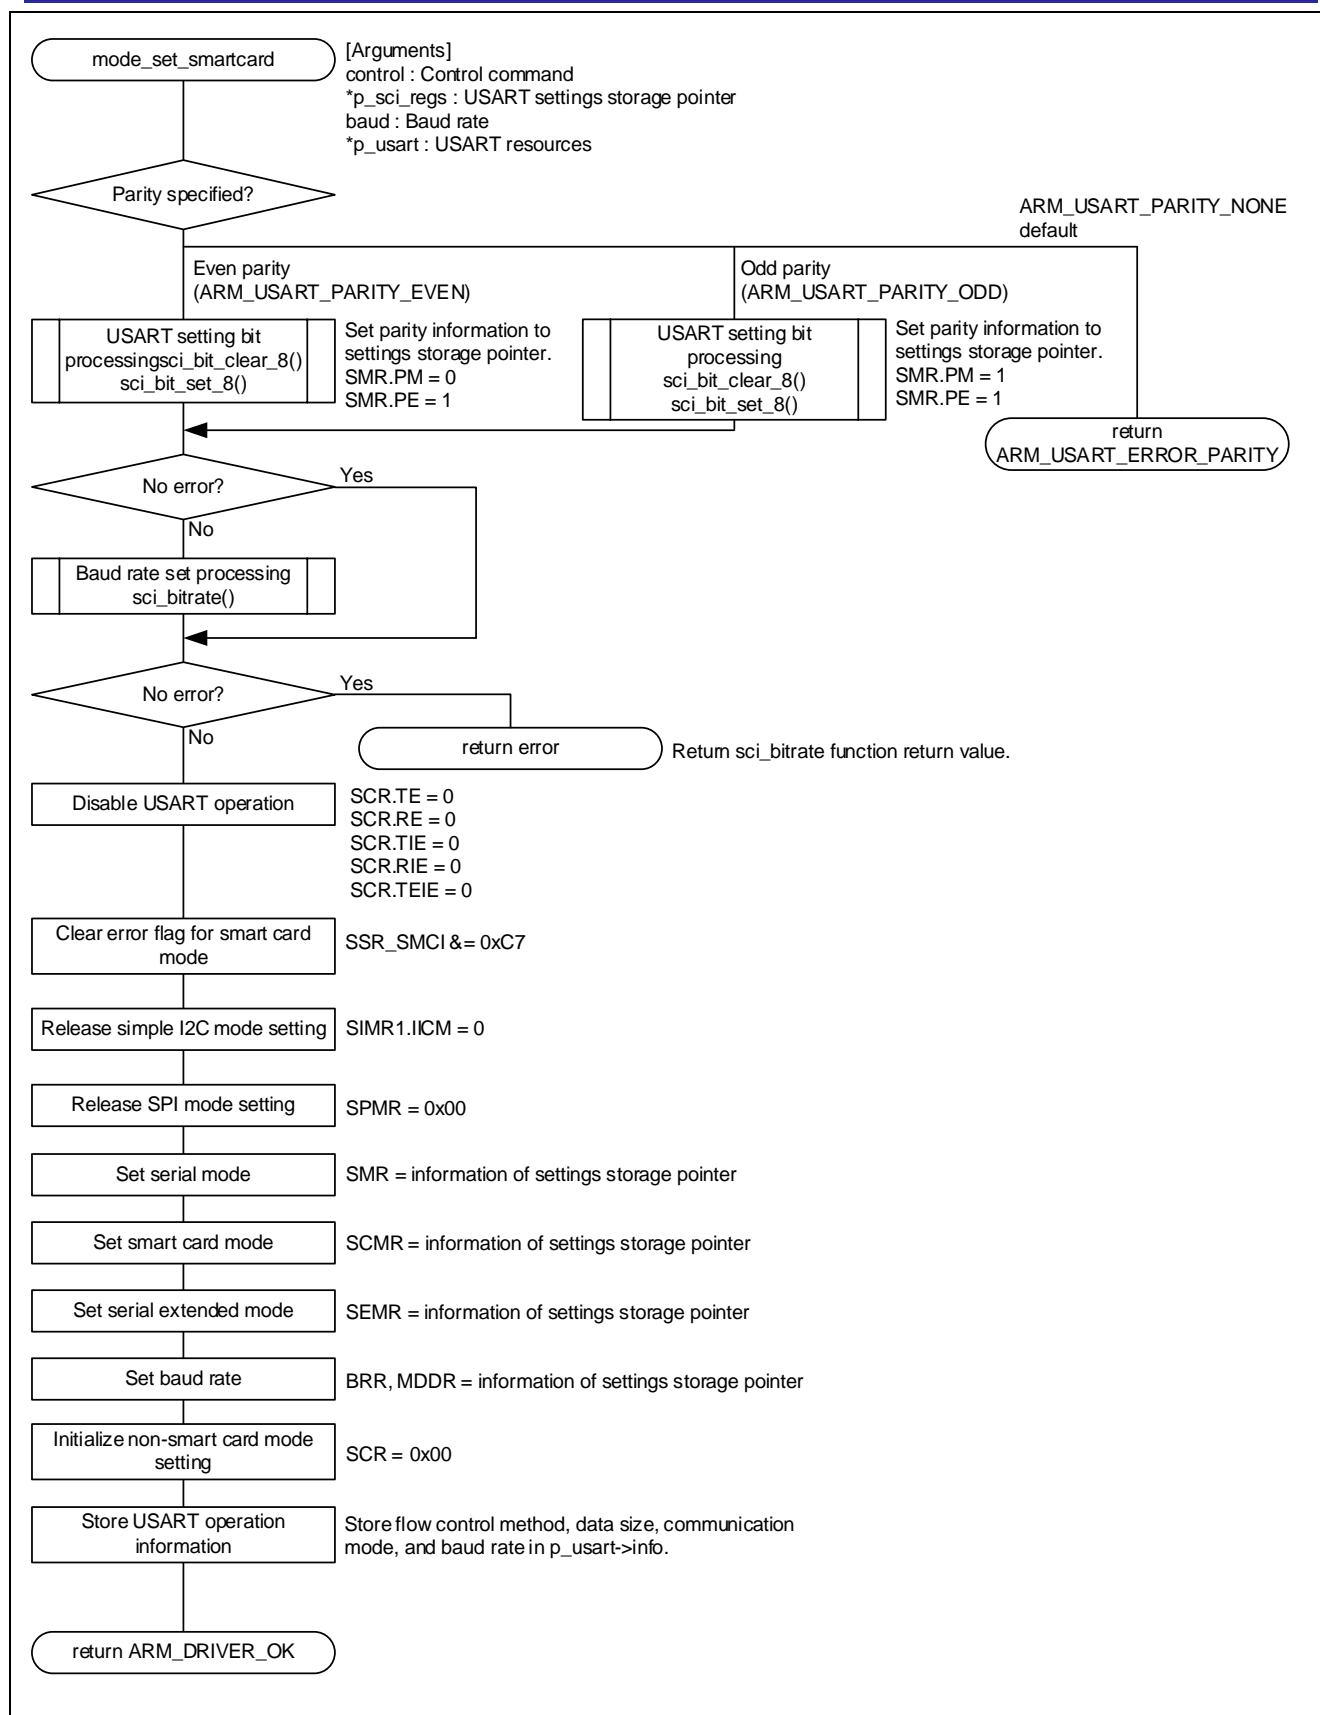 mode_set_smartcard
[Arguments]
control : Control command
*p_sci_regs : USART settings storage pointer
baud : Baud rate
*p_usart : USART resources
Parity specified?
ARM_USART_PARITY_NONE
default
Even parity
(ARM_USART_PARITY_EVEN)
Odd parity
(ARM_USART_PARITY_ODD)
USART setting bit
processingsci_bit_clear_8()
sci_bit_set_8()
Set parity information to
settings storage pointer.
SMR.PM = 0
SMR.PE = 1
USART setting bit
processing
sci_bit_clear_8()
sci_bit_set_8()
Set parity information to
settings storage pointer.
SMR.PM = 1
SMR.PE = 1
return
ARM_USART_ERROR_PARITY
No error?
Yes
No
Baud rate set processing
sci_bitrate()
No error?
Yes
No
return error
Return sci_bitrate function return value.
Disable USART operation
SCR.TE = 0
SCR.RE = 0
SCR.TIE = 0
SCR.RIE = 0
SCR.TEIE = 0
Clear error flag for smart card
mode
SSR_SMCI &= 0xC7
Release simple I2C mode setting
SIMR1.IICM = 0
Release SPI mode setting
SPMR = 0x00
Set serial mode
SMR = information of settings storage pointer
Set smart card mode
SCMR = information of settings storage pointer
Set serial extended mode
SEMR = information of settings storage pointer
Set baud rate
BRR, MDDR = information of settings storage pointer
Initialize non-smart card mode
setting
SCR = 0x00
Store USART operation
information
Store flow control method, data size, communication
mode, and baud rate in p_usart->info.
return ARM_DRIVER_OK